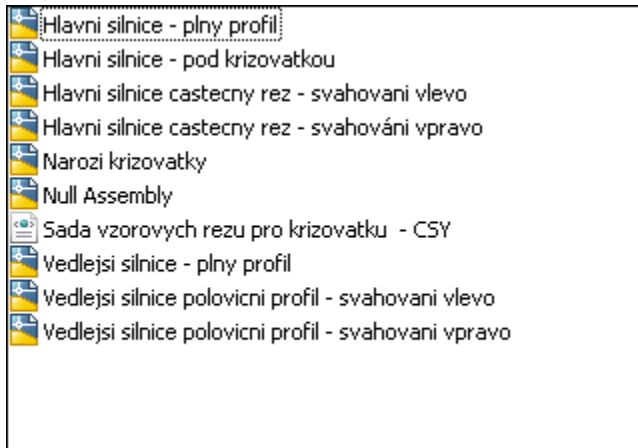 Hlavni silnice - plny profil
Hlavni silnice - pod krizovatkou
Hlavni silnice castecny rez - svahovani vlevo
Hlavni silnice castecny rez - svahováni vpravo
Narozi krizovatky
Null Assembly
Sada vzorovych rezu pro krizovatku  - CSY
Vedlejsi silnice - plny profil
Vedlejsi silnice polovicni profil - svahovani vlevo
Vedlejsi silnice polovicni profil - svahovani vpravo